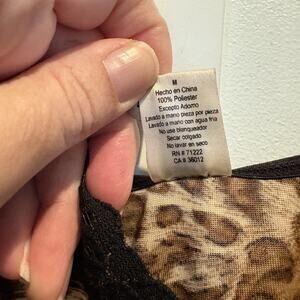 M
Hecho en China
100% Poliester
Excepto Adorno
Lavado a mano pieza por pieza
Lavado a mano con agua fria
No use blanqueador
Secar colgado
No lavar en seco
RN # 71222
CA # 36012